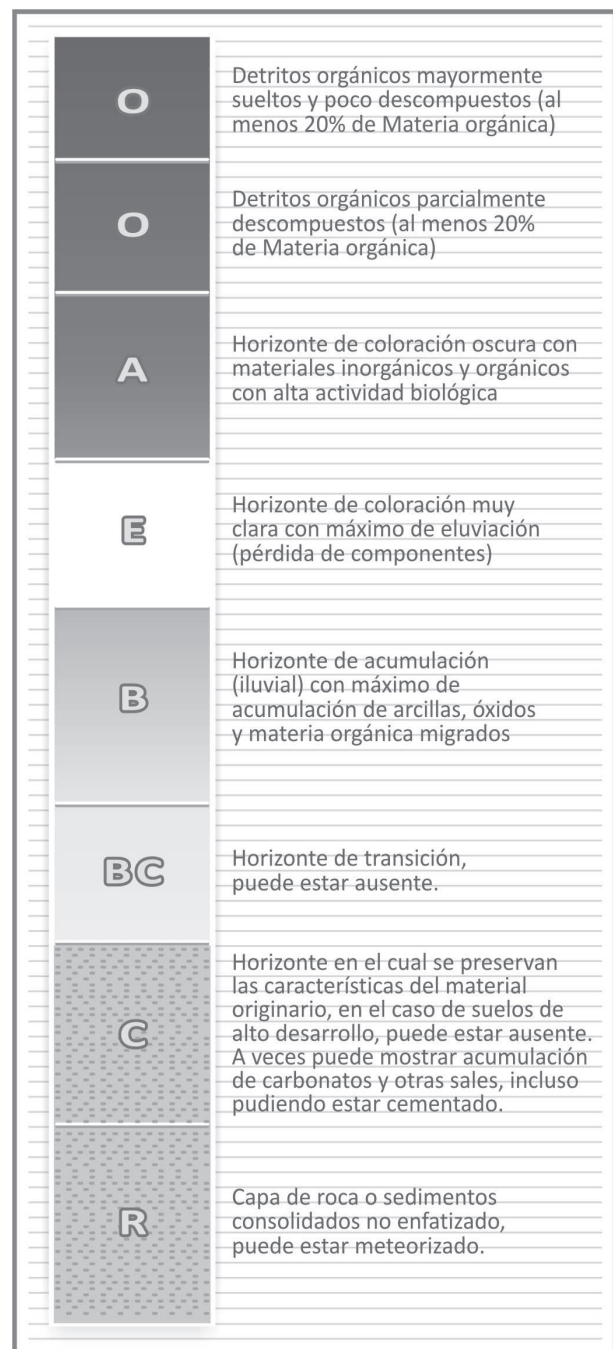 O
Detritos orgánicos mayormente
sueltos y poco descompuestos (al
menos 20% de Materia orgánica)
O
Detritos orgánicos parcialmente
descompuestos (al menos 20%
de Materia orgánica)
A
Horizonte de coloración oscura con
materiales inorgánicos y orgánicos
con alta actividad biológica
E
Horizonte de coloración muy
clara con máximo de eluviación
(pérdida de componentes)
B
Horizonte de acumulación
(iluvial) con máximo de
acumulación de arcillas, óxidos
y materia orgánica migrados
BC
Horizonte de transición,
puede estar ausente.
C
Horizonte en el cual se preservan
las características del material
originario, en el caso de suelos de
alto desarrollo, puede estar ausente.
A veces puede mostrar acumulación
de carbonatos y otras sales, incluso
pudiendo estar cementado.
R
Capa de roca o sedimentos
consolidados no enfatizado,
puede estar meteorizado.